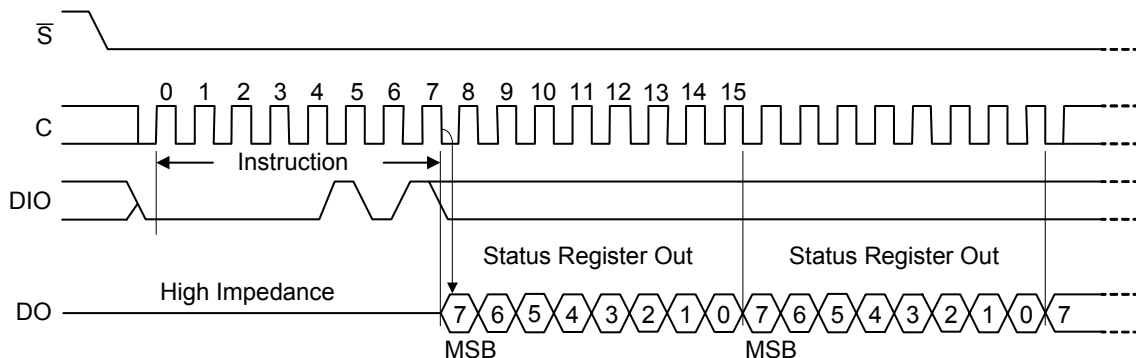 S
0 1 2 3 4 5 6 7 8 9 10 11 12 13 14 15
C
Instruction
DIO
Status Register Out Status Register Out
High Impedance
DO
7 6 5 4 3 2 1 0 7 6 5 4 3 2 1 0 7
MSB MSB